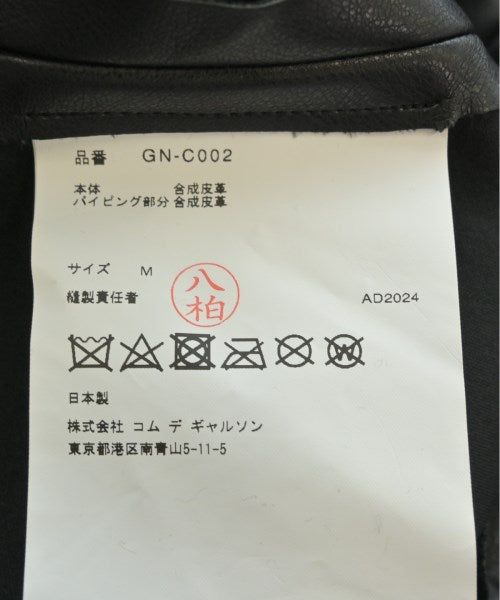 品番 GN-C002
本体 合成皮革
パイピング部分 合成皮革
サイズ M
八柏
縫製責任者 AD2024
日本製
株式会社 コム デ ギャルソン
東京都港区南青山5-11-5